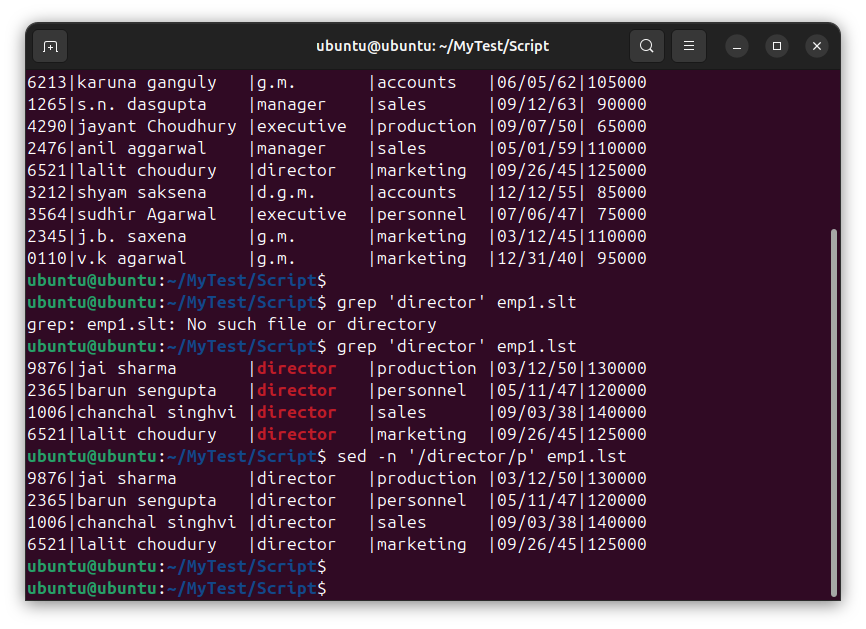 ubuntu@ubuntu: ~/MyTest/Script
6213|karuna ganguly   |g.m.       |accounts   |06/05/62|105000
1265|s.n. dasgupta    |manager    |sales      |09/12/63| 90000
4290|jayant Choudhury |executive  |production |09/07/50| 65000
2476|anil aggarwal    |manager    |sales      |05/01/59|110000
6521|lalit choudury   |director   |marketing  |09/26/45|125000
3212|shyam saksena    |d.g.m.     |accounts   |12/12/55| 85000
3564|sudhir Agarwal   |executive  |personnel  |07/06/47| 75000
2345|j.b. saxena      |g.m.       |marketing  |03/12/45|110000
0110|v.k agarwal      |g.m.       |marketing  |12/31/40| 95000
ubuntu@ubuntu:~/MyTest/Script$
ubuntu@ubuntu:~/MyTest/Script$ grep 'director' emp1.slt
grep: emp1.slt: No such file or directory
ubuntu@ubuntu:~/MyTest/Script$ grep 'director' emp1.lst
9876|jai sharma       |director   |production |03/12/50|130000
2365|barun sengupta   |director   |personnel  |05/11/47|120000
1006|chanchal singhvi |director   |sales      |09/03/38|140000
6521|lalit choudury   |director   |marketing  |09/26/45|125000
ubuntu@ubuntu:~/MyTest/Script$ sed -n '/director/p' emp1.lst
9876|jai sharma       |director   |production |03/12/50|130000
2365|barun sengupta   |director   |personnel  |05/11/47|120000
1006|chanchal singhvi |director   |sales      |09/03/38|140000
6521|lalit choudury   |director   |marketing  |09/26/45|125000
ubuntu@ubuntu:~/MyTest/Script$
ubuntu@ubuntu:~/MyTest/Script$